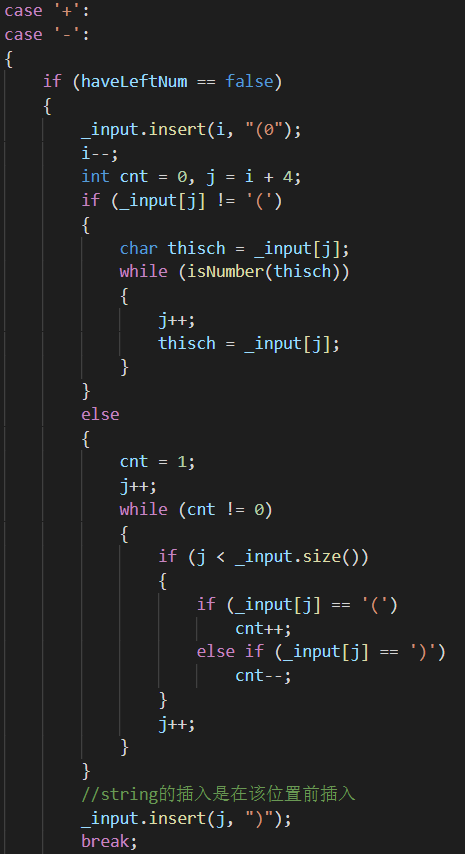 case '+':
case '-':
{
if (haveLeftNum == false)
{
_input.insert(i, "(0");
i--;
int cnt = 0, j = i + 4;
if (_input[j] != '(')
{
char thisch = _input[j];
while (isNumber(thisch))
{
j++;
thisch = _input[j];
}
}
else
{
cnt = 1;
j++;
while (cnt != 0)
{
if (j < _input.size())
{
if (_input[j] == '(')
cnt++;
else if (_input[j] == ')')
cnt--;
}
j++;
}
}
//string的插入是在该位置前插入
_input.insert(j, ")");
break;